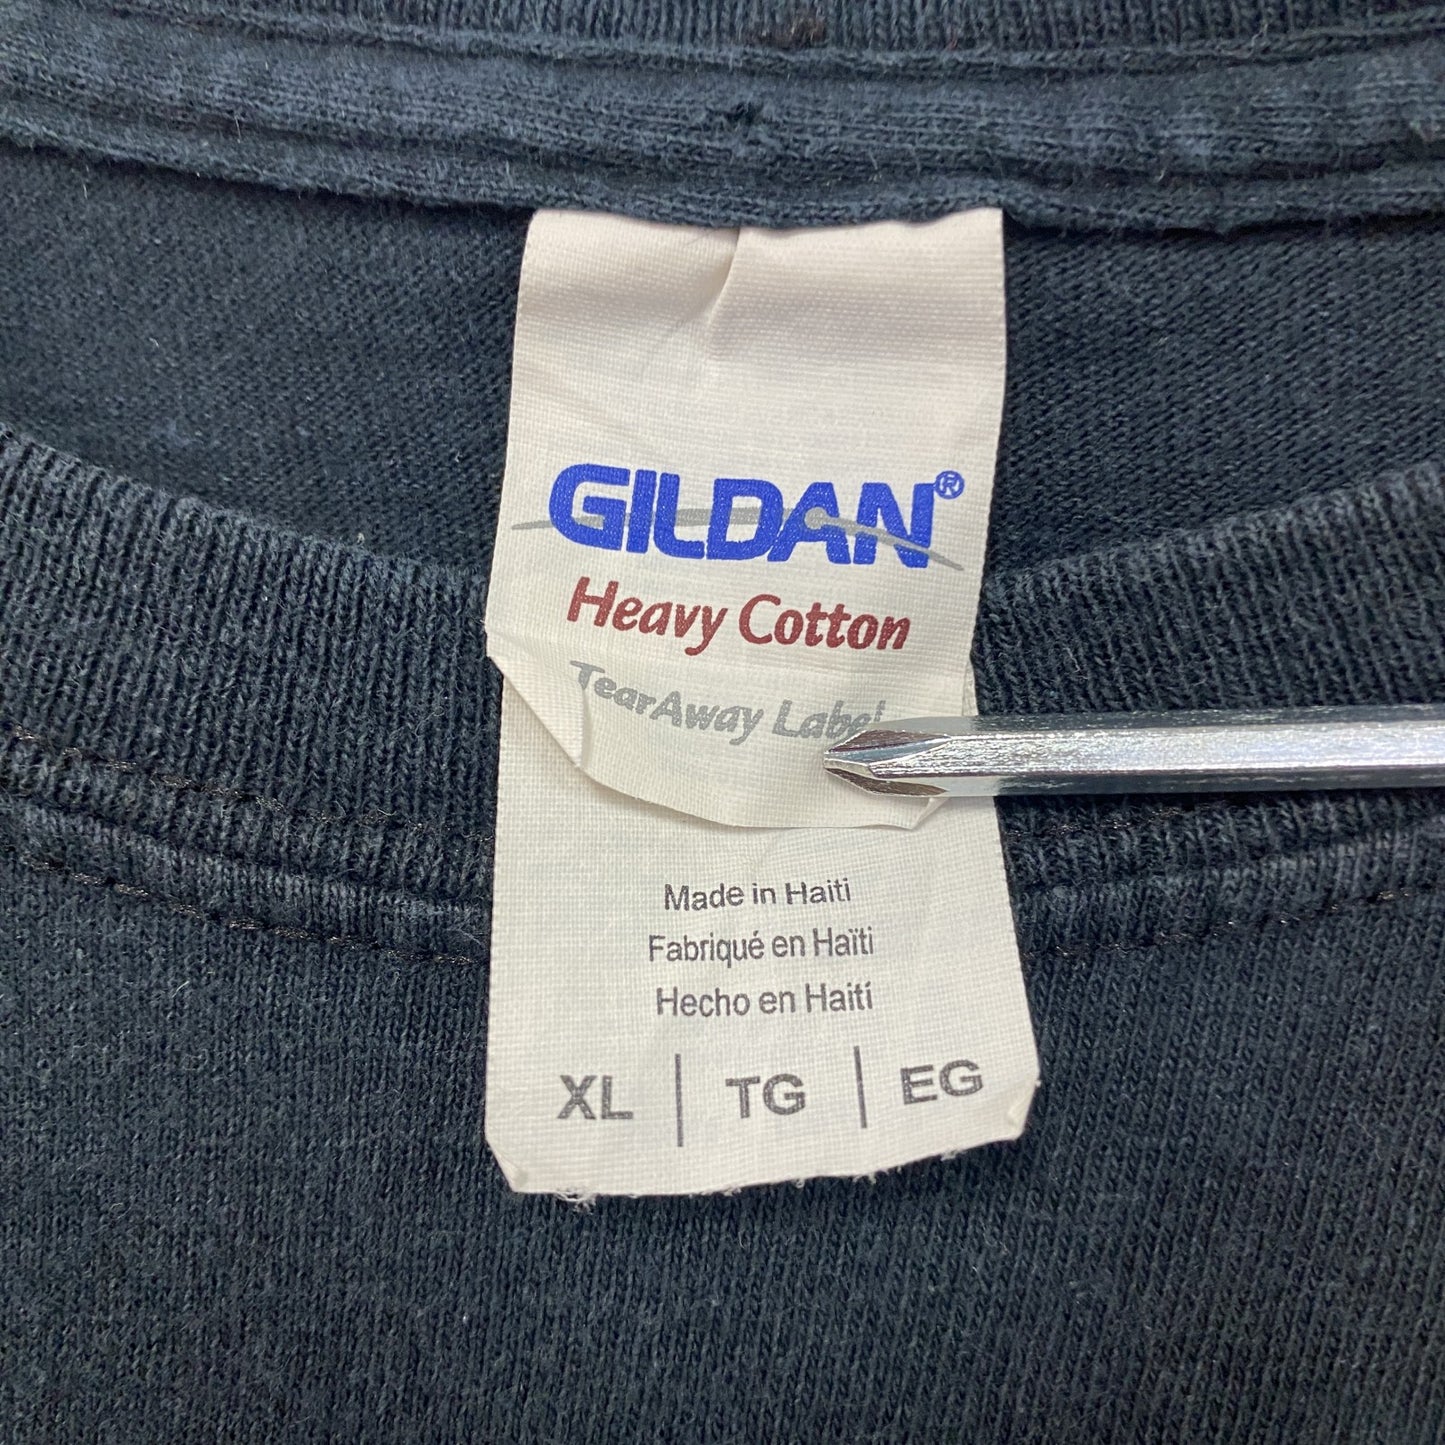 GILDAN®
Heavy Cotton
TearAway Label
Made in Haiti
Fabriqué en Haïti
Hecho en Haití
XL | TG | EG